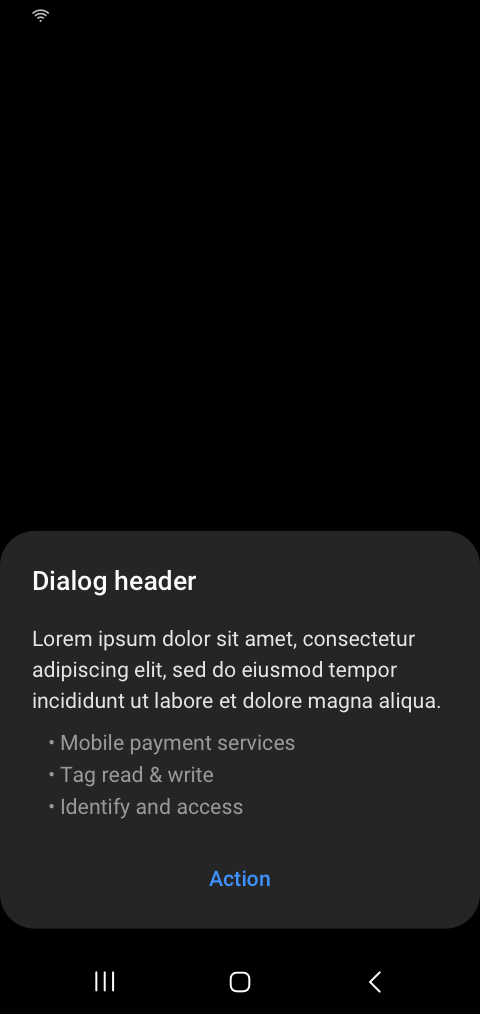 Dialog header
Lorem ipsum dolor sit amet, consectetur
adipiscing elit, sed do eiusmod tempor
incididunt ut labore et dolore magna aliqua.
• Mobile payment services
• Tag read & write
• Identify and access
Action